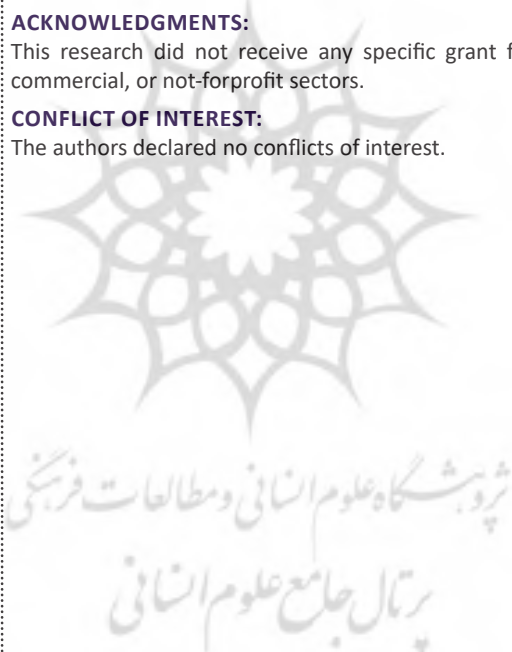 ACKNOWLEDGMENTS:
This research did not receive any specific grant f
commercial, or not-forprofit sectors.
CONFLICT OF INTEREST:
The authors declared no conflicts of interest.
پژوهشگاه علوم انسانی و مطالعات فرهنگی
پرتال جامع علوم انسانی